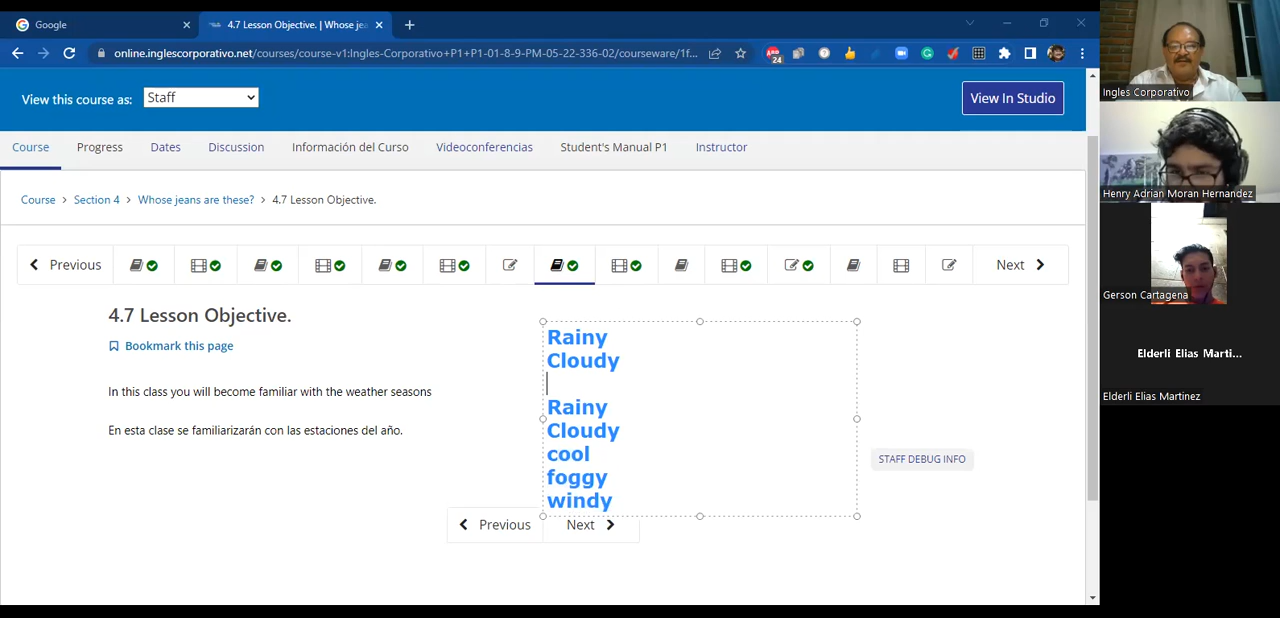 Google
4.7 Lesson Objective. | Whose jea
online.inglescorporativo.net/courses/course-v1:Ingles-Corporativo+P1+P1-01-8-9-PM-05-22-336-02/courseware/1f...
24
View this course as:
Staff
View In Studio
Course
Progress
Dates
Discussion
Información del Curso
Videoconferencias
Student's Manual P1
Instructor
Course > Section 4 > Whose jeans are these? > 4.7 Lesson Objective.
Previous
Next
4.7 Lesson Objective.
Bookmark this page
In this class you will become familiar with the weather seasons
En esta clase se familiarizarán con las estaciones del año.
Rainy
Cloudy
Rainy
Cloudy
cool
foggy
windy
STAFF DEBUG INFO
Previous
Next
Ingles Corporativo
Henry Adrian Moran Hernandez
Gerson Cartagena
Elderli Elias Marti...
Elderli Elias Martinez